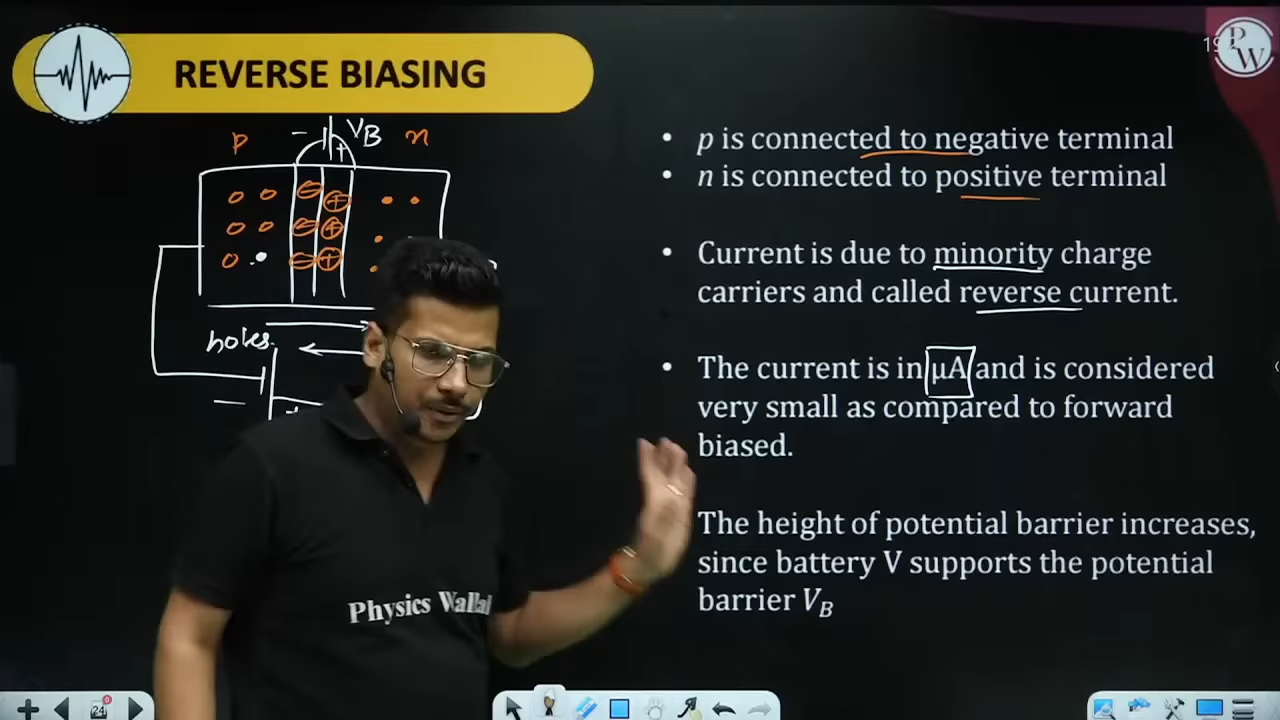 REVERSE BIASING
PW
p
−
VB
+
n
holes
−
• p is connected to negative terminal
• n is connected to positive terminal
• Current is due to minority charge
carriers and called reverse current.
• The current is in μA and is considered
very small as compared to forward
biased.
The height of potential barrier increases,
since battery V supports the potential
barrier VB
Physics Wallah
24